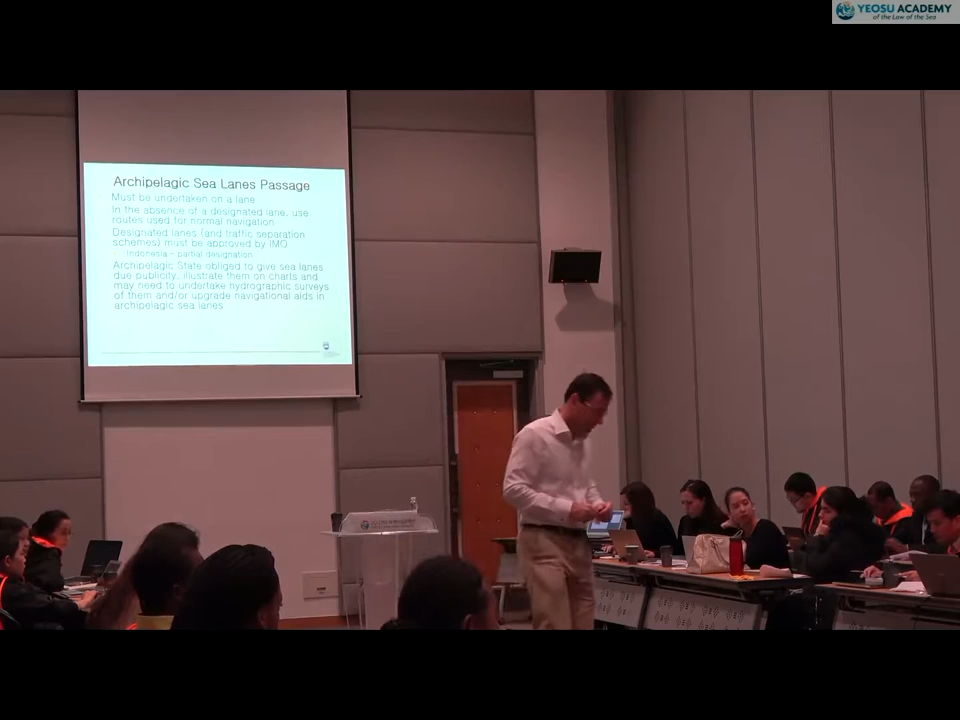 YEOSU ACADEMY
of the Law of the Sea
Archipelagic Sea Lanes Passage
Must be undertaken on a lane
In the absence of a designated lane, use
routes used for normal navigation
Designated lanes (and traffic separation
schemes) must be approved by IMO
Indonesia - partial designation
Archipelagic State obliged to give sea lanes
due publicity, illustrate them on charts and
may need to undertake hydrographic surveys
of them and/or upgrade navigational aids in
archipelagic sea lanes
YEOSU ACADEMY